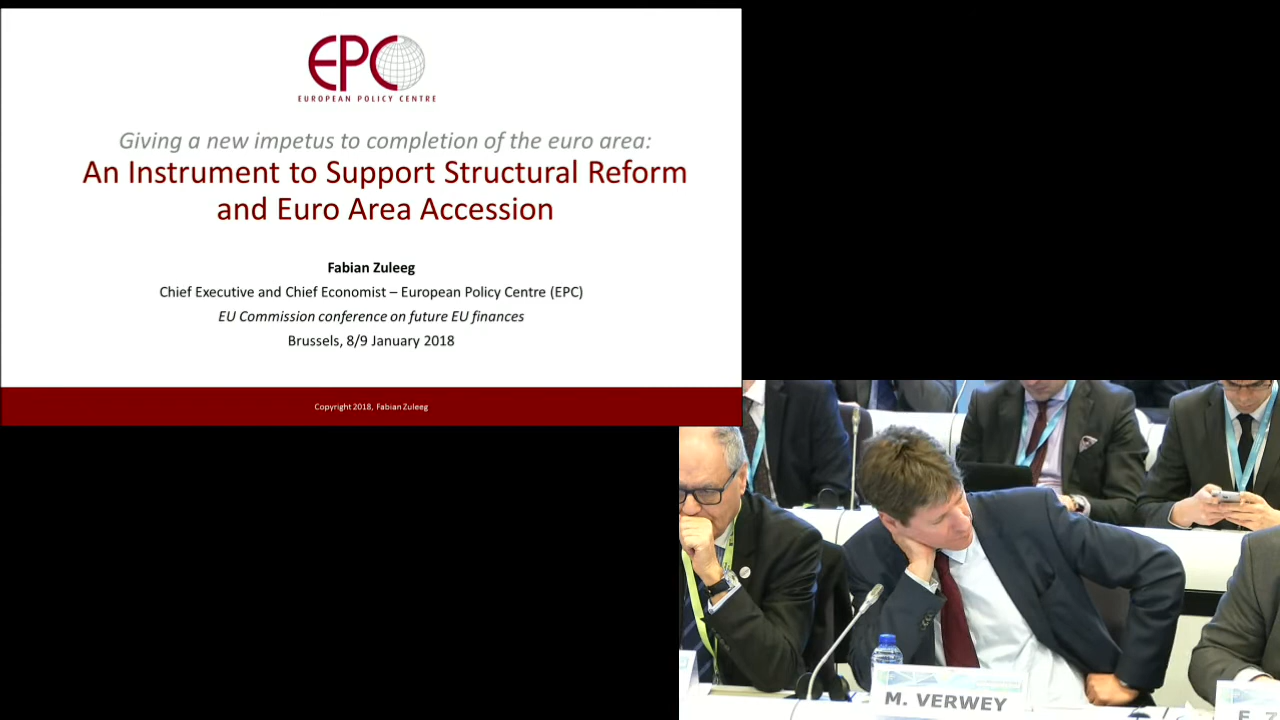 EPC
EUROPEAN POLICY CENTRE
Giving a new impetus to completion of the euro area:
An Instrument to Support Structural Reform
and Euro Area Accession
Fabian Zuleeg
Chief Executive and Chief Economist – European Policy Centre (EPC)
EU Commission conference on future EU finances
Brussels, 8/9 January 2018
Copyright 2018, Fabian Zuleeg
M. VERWEY